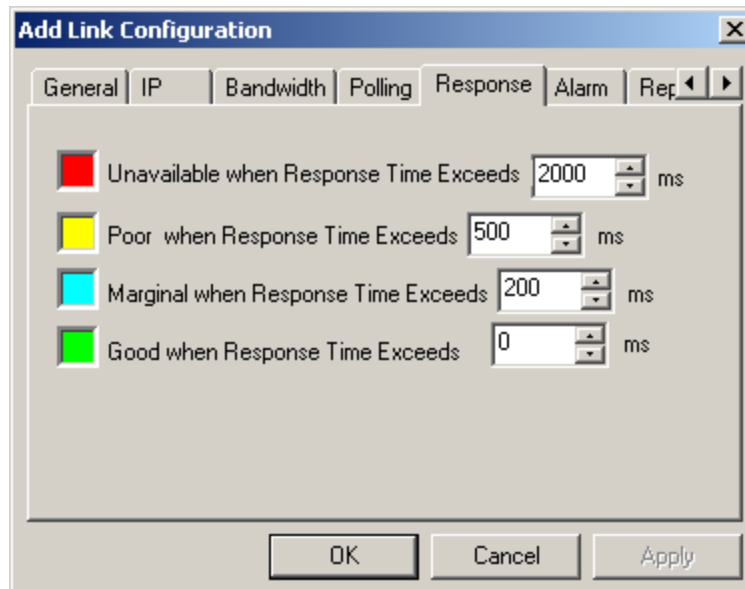 Add Link Configuration
General IP Bandwidth Polling Response Alarm Rep
Unavailable when Response Time Exceeds 2000 ms
Poor when Response Time Exceeds 500 ms
Marginal when Response Time Exceeds 200 ms
Good when Response Time Exceeds 0 ms
OK Cancel Apply